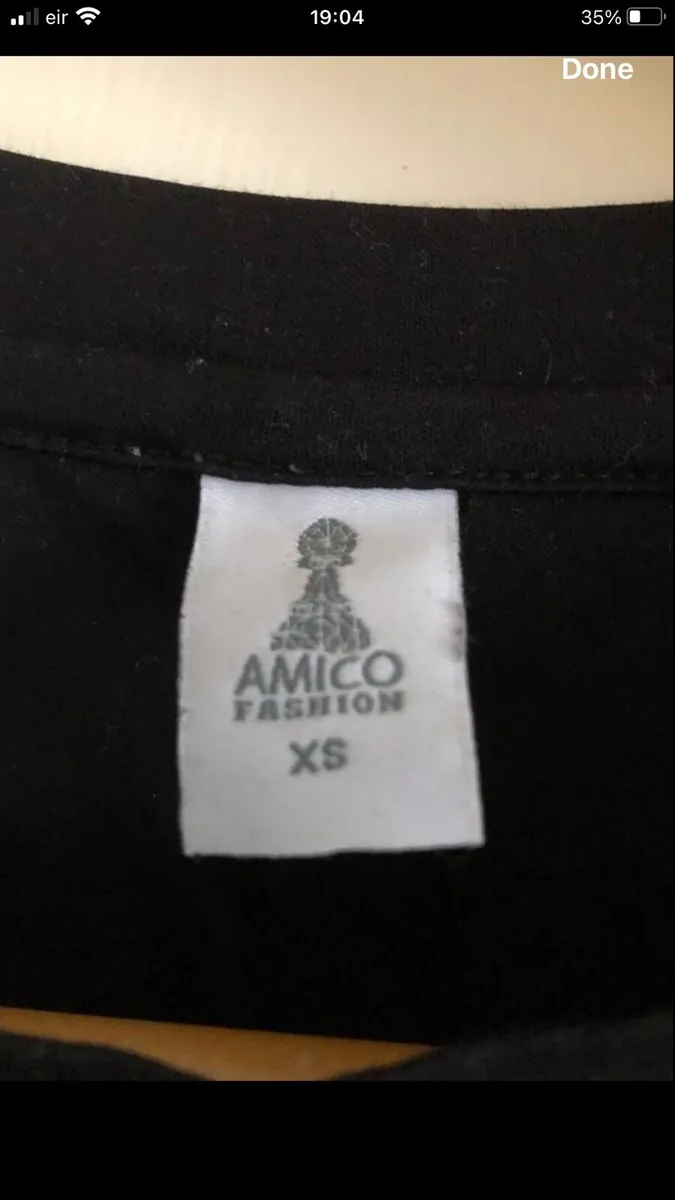 eir 19:04 35%
Done
AMICO
FASHION
XS